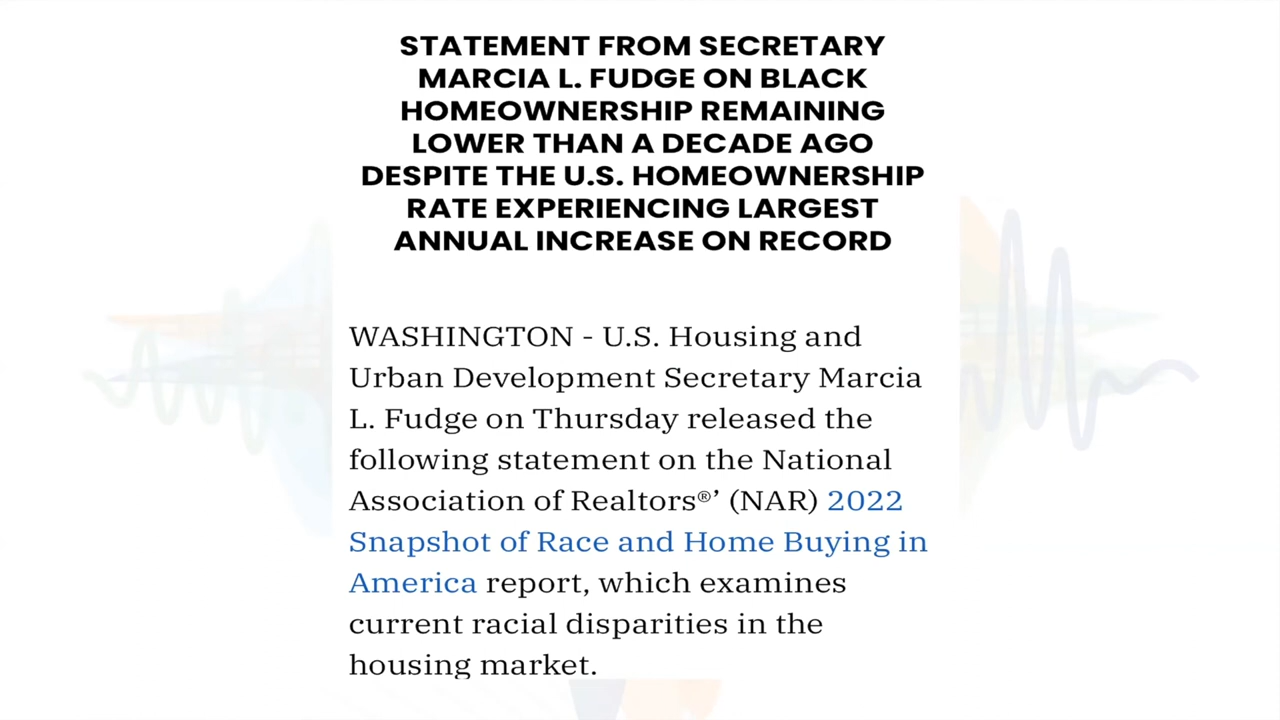 STATEMENT FROM SECRETARY
MARCIA L. FUDGE ON BLACK
HOMEOWNERSHIP REMAINING
LOWER THAN A DECADE AGO
DESPITE THE U.S. HOMEOWNERSHIP
RATE EXPERIENCING LARGEST
ANNUAL INCREASE ON RECORD
WASHINGTON - U.S. Housing and
Urban Development Secretary Marcia
L. Fudge on Thursday released the
following statement on the National
Association of Realtors®’ (NAR) 2022
Snapshot of Race and Home Buying in
America report, which examines
current racial disparities in the
housing market.